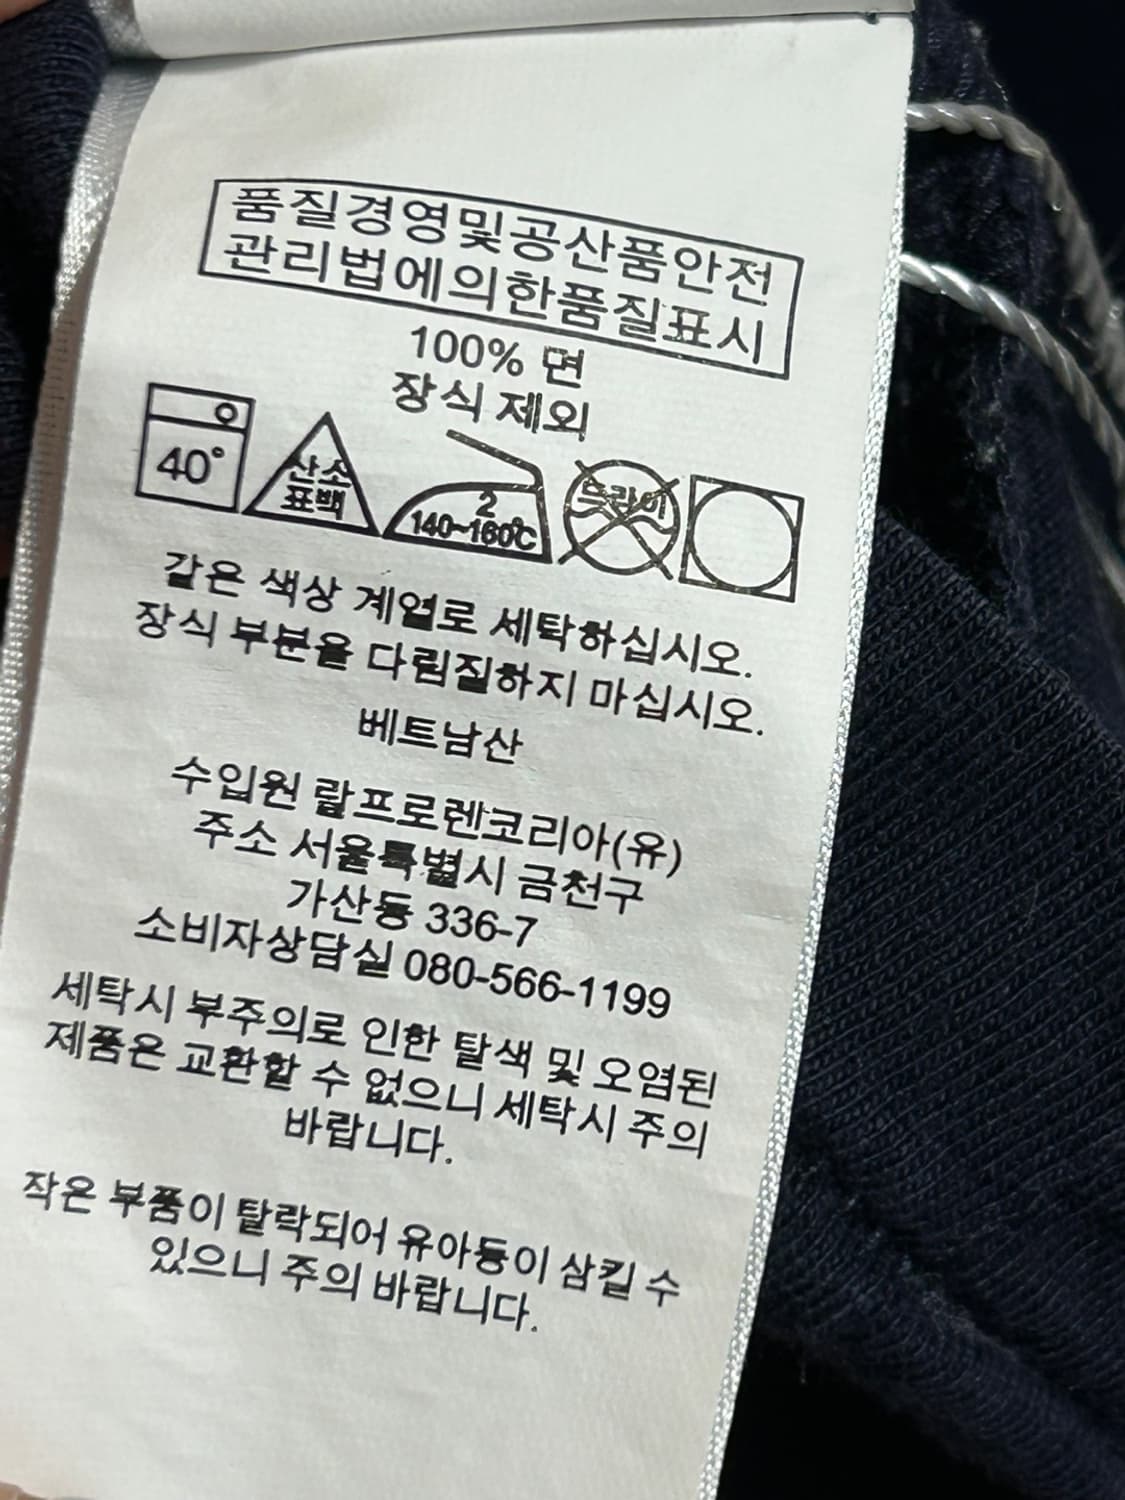 품질경영및공산품안전
관리법에의한품질표시
100% 면
장식 제외
40°
산소
표백
2
140~160℃
드라이
같은 색상 계열로 세탁하십시오.
장식 부분을 다림질하지 마십시오.
베트남산
수입원 랄프로렌코리아(유)
주소 서울특별시 금천구
가산동 336-7
소비자상담실 080-566-1199
세탁시 부주의로 인한 탈색 및 오염된
제품은 교환할 수 없으니 세탁시 주의
바랍니다.
작은 부품이 탈락되어 유아등이 삼킬 수
있으니 주의 바랍니다.